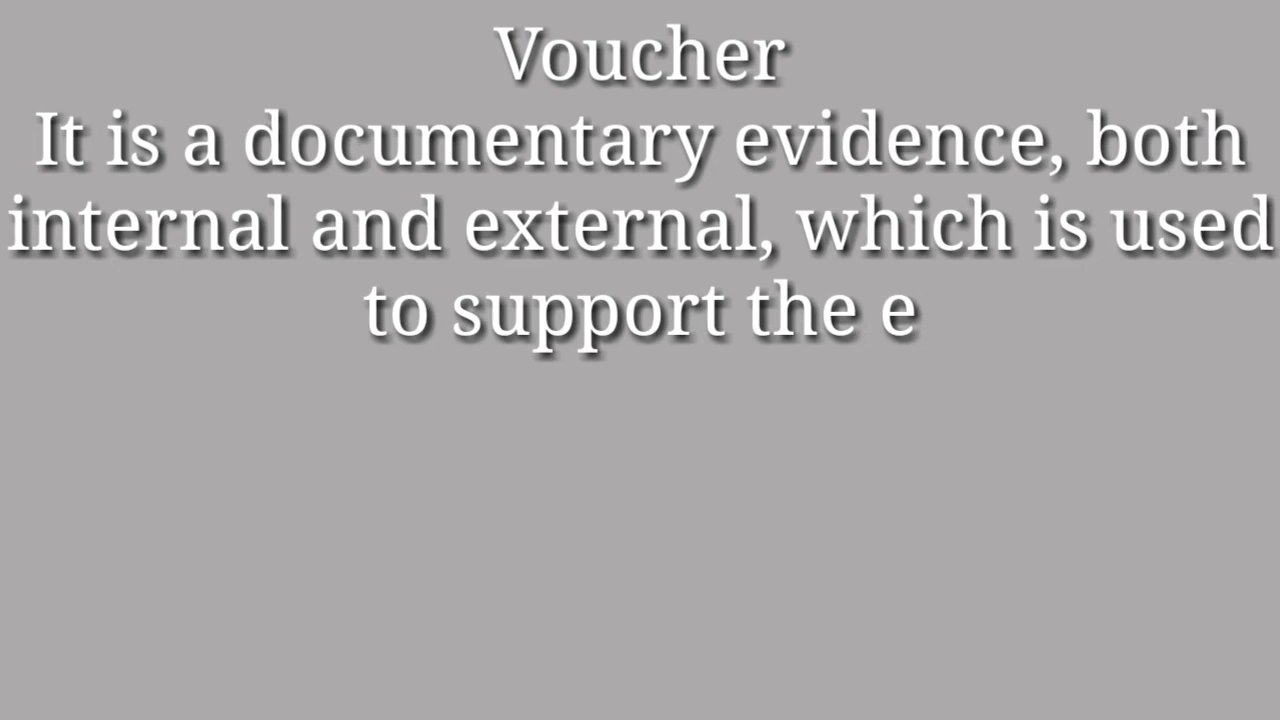 Voucher
It is a documentary evidence, both
internal and external, which is used
to support the e